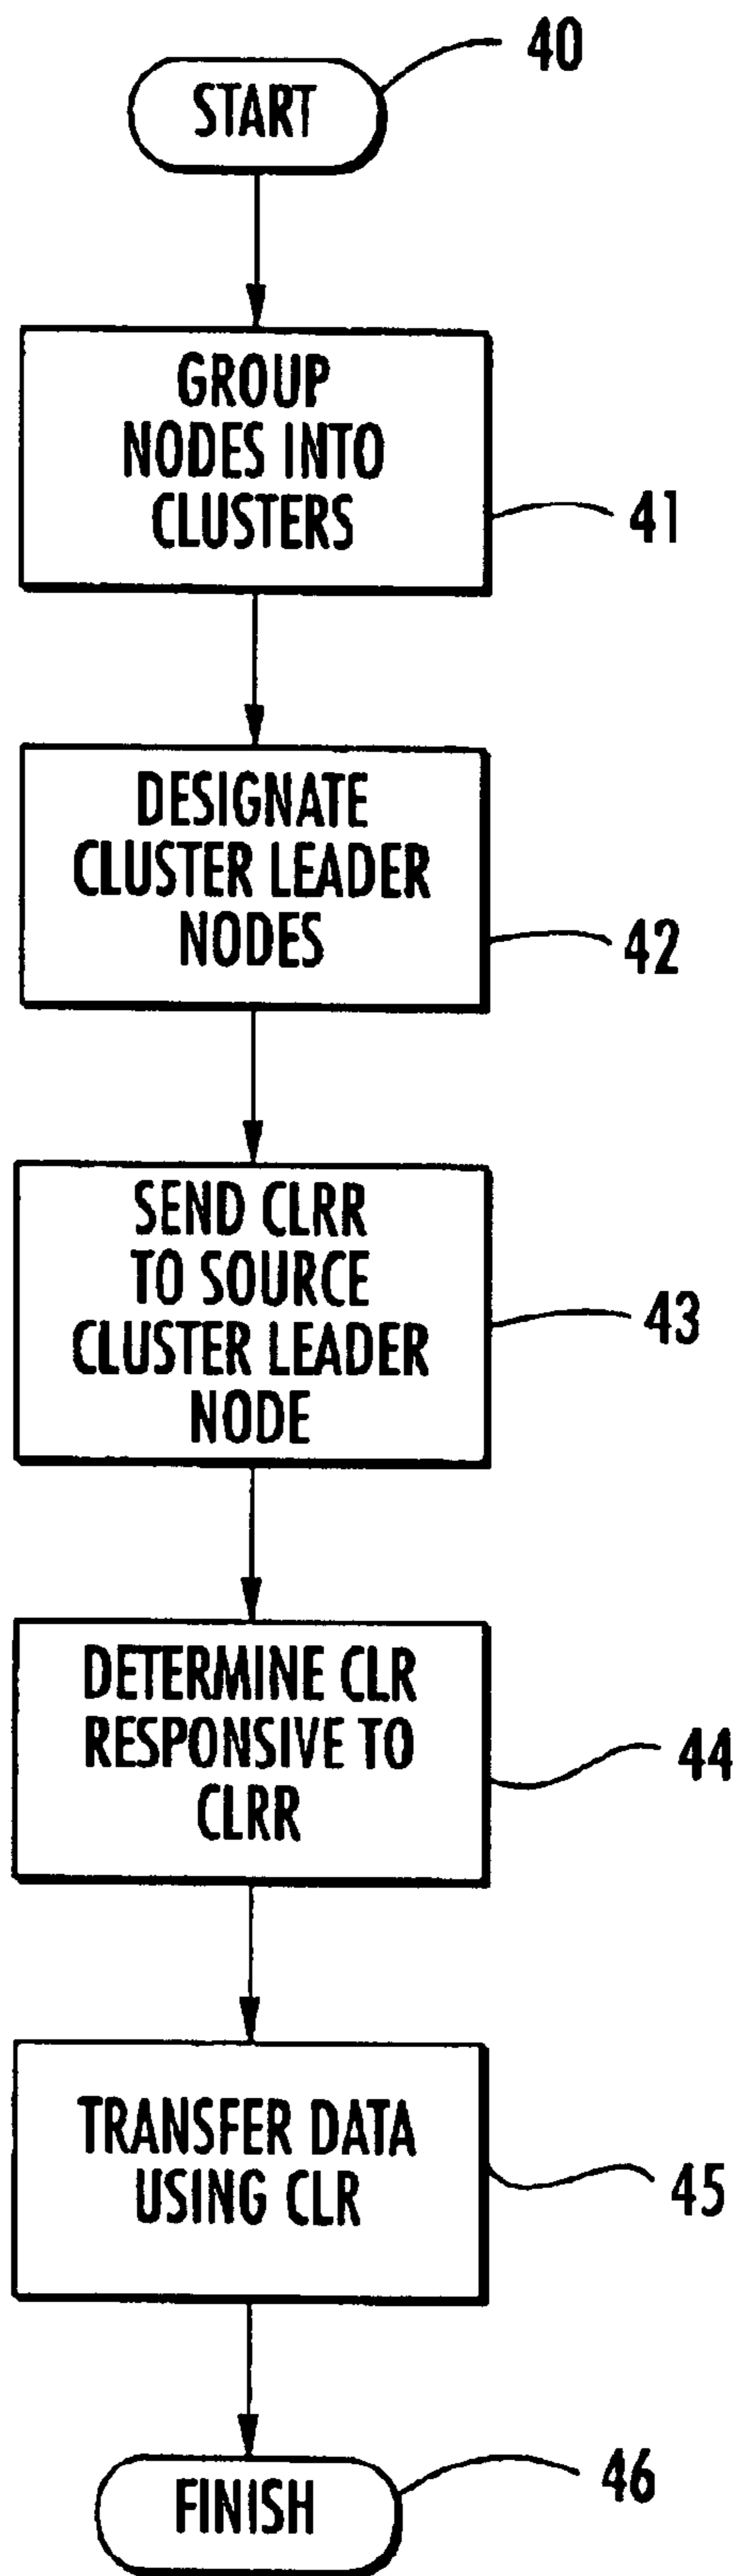 40
START
GROUP
NODES INTO
CLUSTERS
41
DESIGNATE
CLUSTER LEADER
NODES
42
SEND CLRR
TO SOURCE
CLUSTER LEADER
NODE
43
DETERMINE CLR
RESPONSIVE TO
CLRR
44
TRANSFER DATA
USING CLR
45
FINISH
46